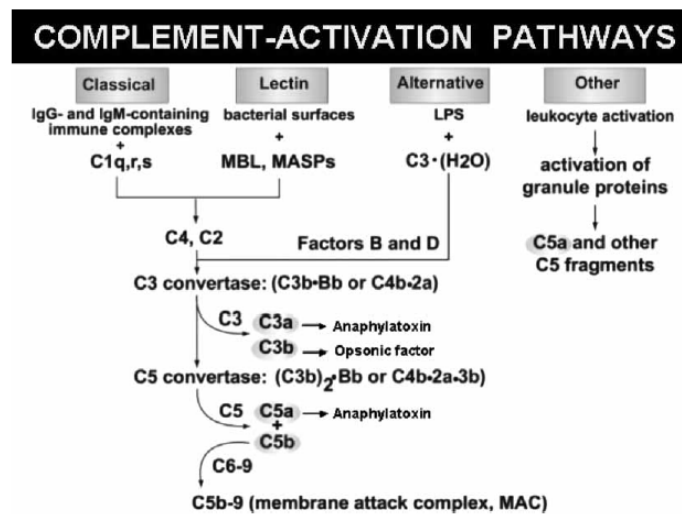 COMPLEMENT-ACTIVATION PATHWAYS
Classical
IgG- and IgM-containing
immune complexes
+
C1q,r,s
Lectin
bacterial surfaces
+
MBL, MASPs
Alternative
LPS
+
C3·(H2O)
Other
leukocyte activation
activation of
granule proteins
C5a and other
C5 fragments
C4, C2
Factors B and D
C3 convertase: (C3b•Bb or C4b•2a)
C3 C3a → Anaphylatoxin
C3b → Opsonic factor
C5 convertase: (C3b)2•Bb or C4b•2a•3b)
C5 C5a → Anaphylatoxin
+
C5b
C6-9
C5b-9 (membrane attack complex, MAC)